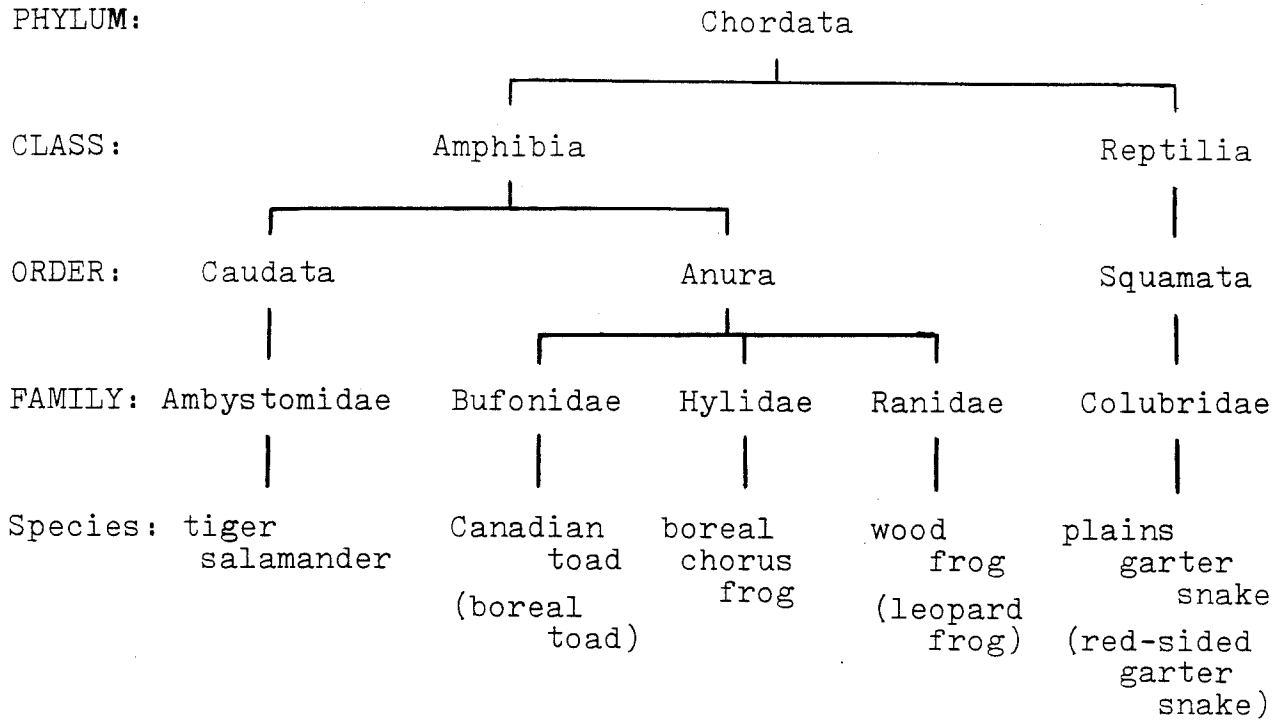 PHYLUM: Chordata
CLASS: Amphibia Reptilia
ORDER: Caudata Anura Squamata
FAMILY: Ambystomidae Bufonidae Hylidae Ranidae Colubridae
Species: tiger Canadian boreal wood plains
salamander toad chorus frog garter
frog snake
(boreal (leopard
toad) frog) (red-sided
garter
snake)